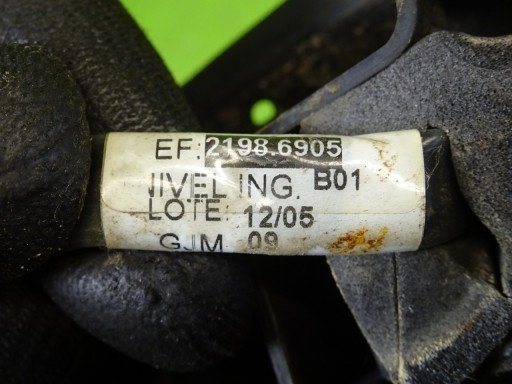 EF: 2198.6905
NIVEL ING. B01
LOTE: 12/05
GJM 09